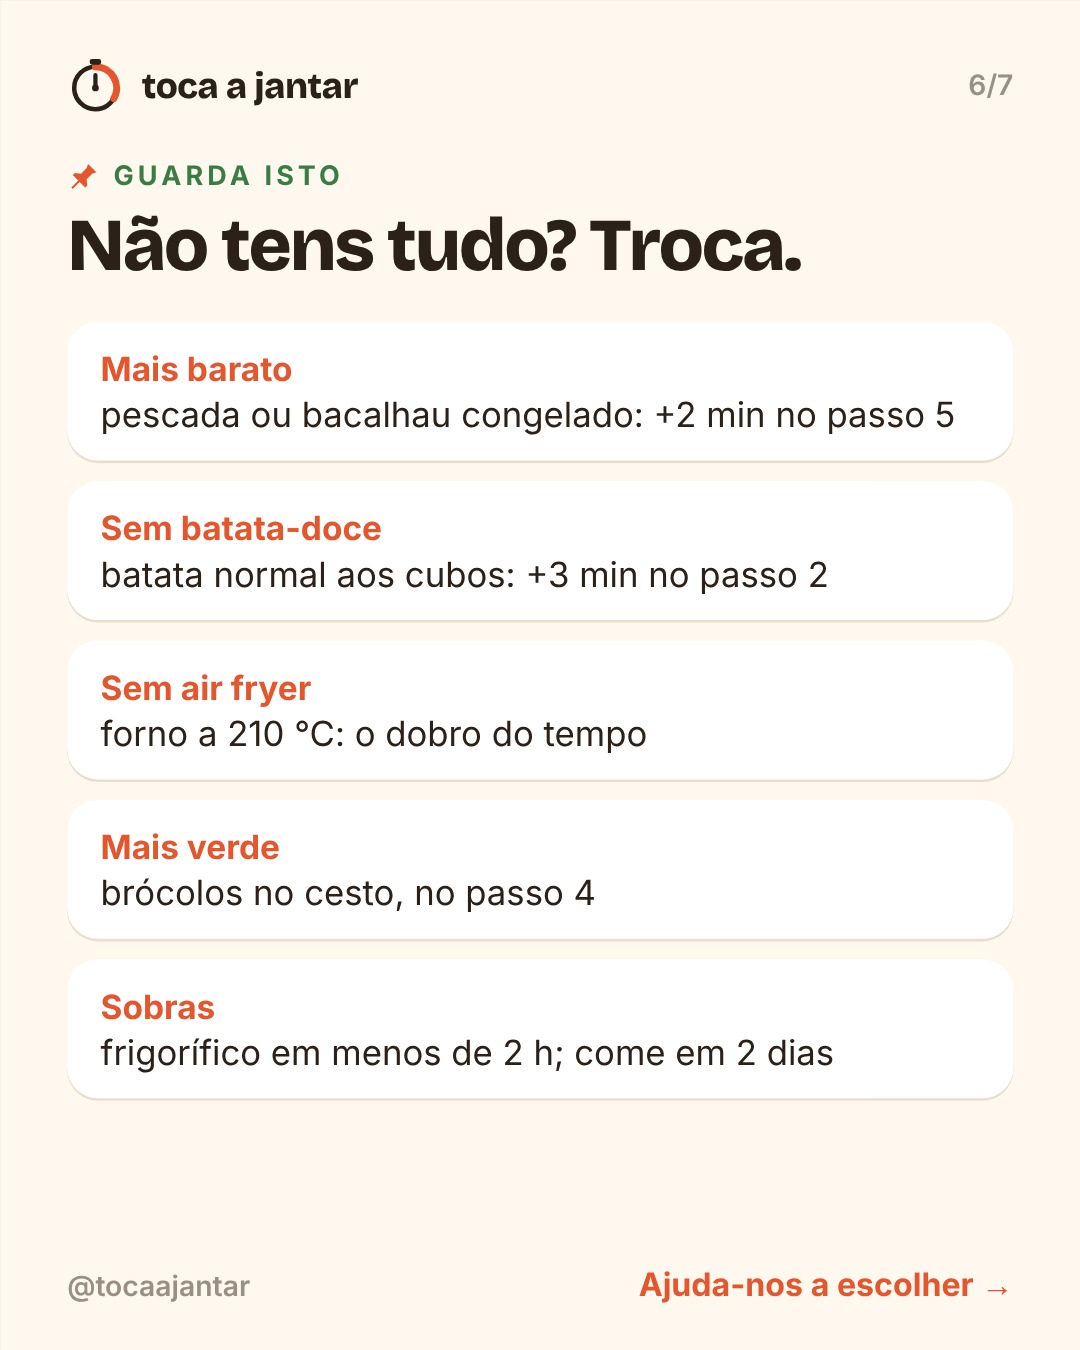 toca a jantar
6/7
GUARDA ISTO
Não tens tudo? Troca.
Mais barato
pescada ou bacalhau congelado: +2 min no passo 5
Sem batata-doce
batata normal aos cubos: +3 min no passo 2
Sem air fryer
forno a 210 °C: o dobro do tempo
Mais verde
brócolos no cesto, no passo 4
Sobras
frigorífico em menos de 2 h; come em 2 dias
@tocaajantar
Ajuda-nos a escolher →